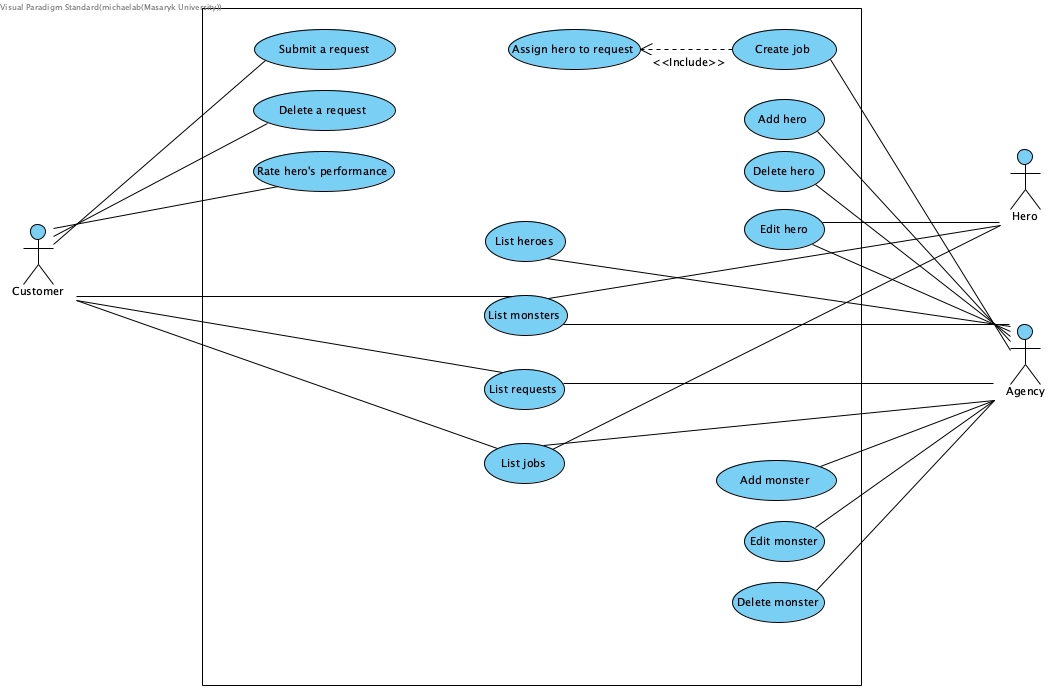 Visual Paradigm Standard(michaelab(Masaryk University))
Submit a request
Assign hero to request
Create job
<<Include>>
Delete a request
Add hero
Rate hero's performance
Delete hero
Hero
Edit hero
List heroes
Customer
List monsters
List requests
Agency
List jobs
Add monster
Edit monster
Delete monster